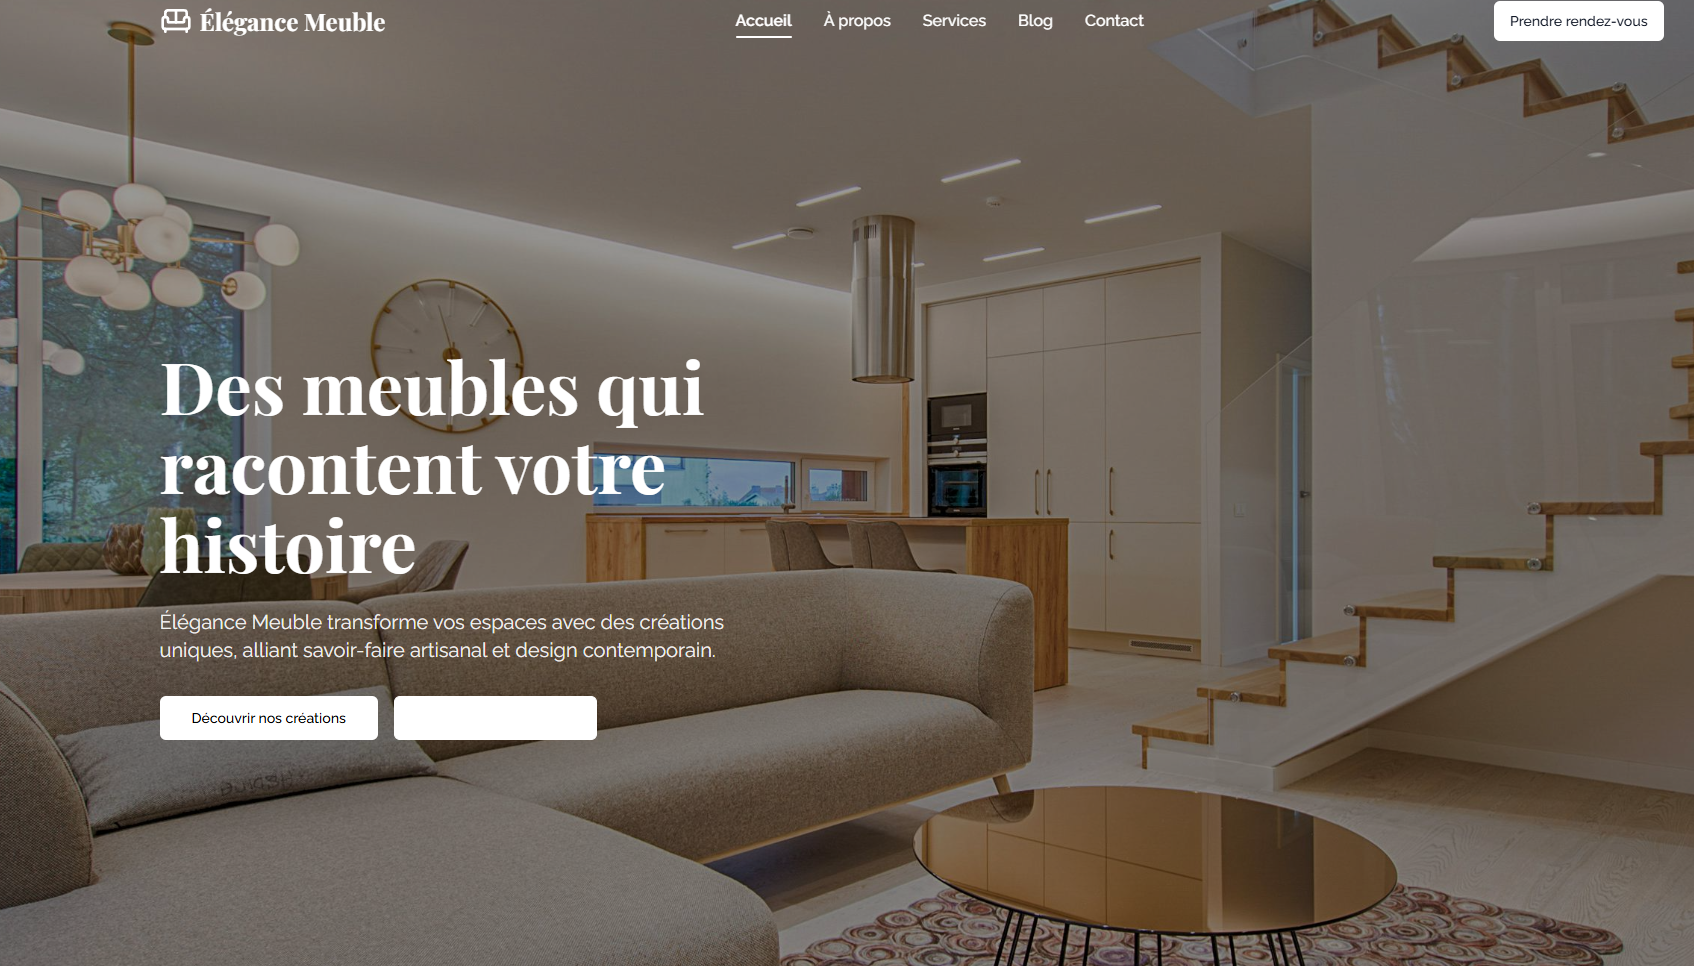 Élégance Meuble
Accueil
À propos
Services
Blog
Contact
Prendre rendez-vous
Des meubles qui
racontent votre
histoire
Élégance Meuble transforme vos espaces avec des créations
uniques, alliant savoir-faire artisanal et design contemporain.
Découvrir nos créations